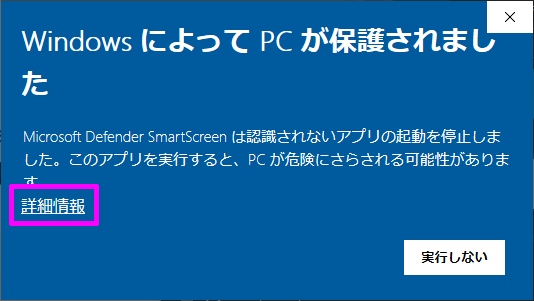 Windows によって PC が保護されまし
た
Microsoft Defender SmartScreen は認識されないアプリの起動を停止しま
した。このアプリを実行すると、PC が危険にさらされる可能性がありま
す
詳細情報
実行しない